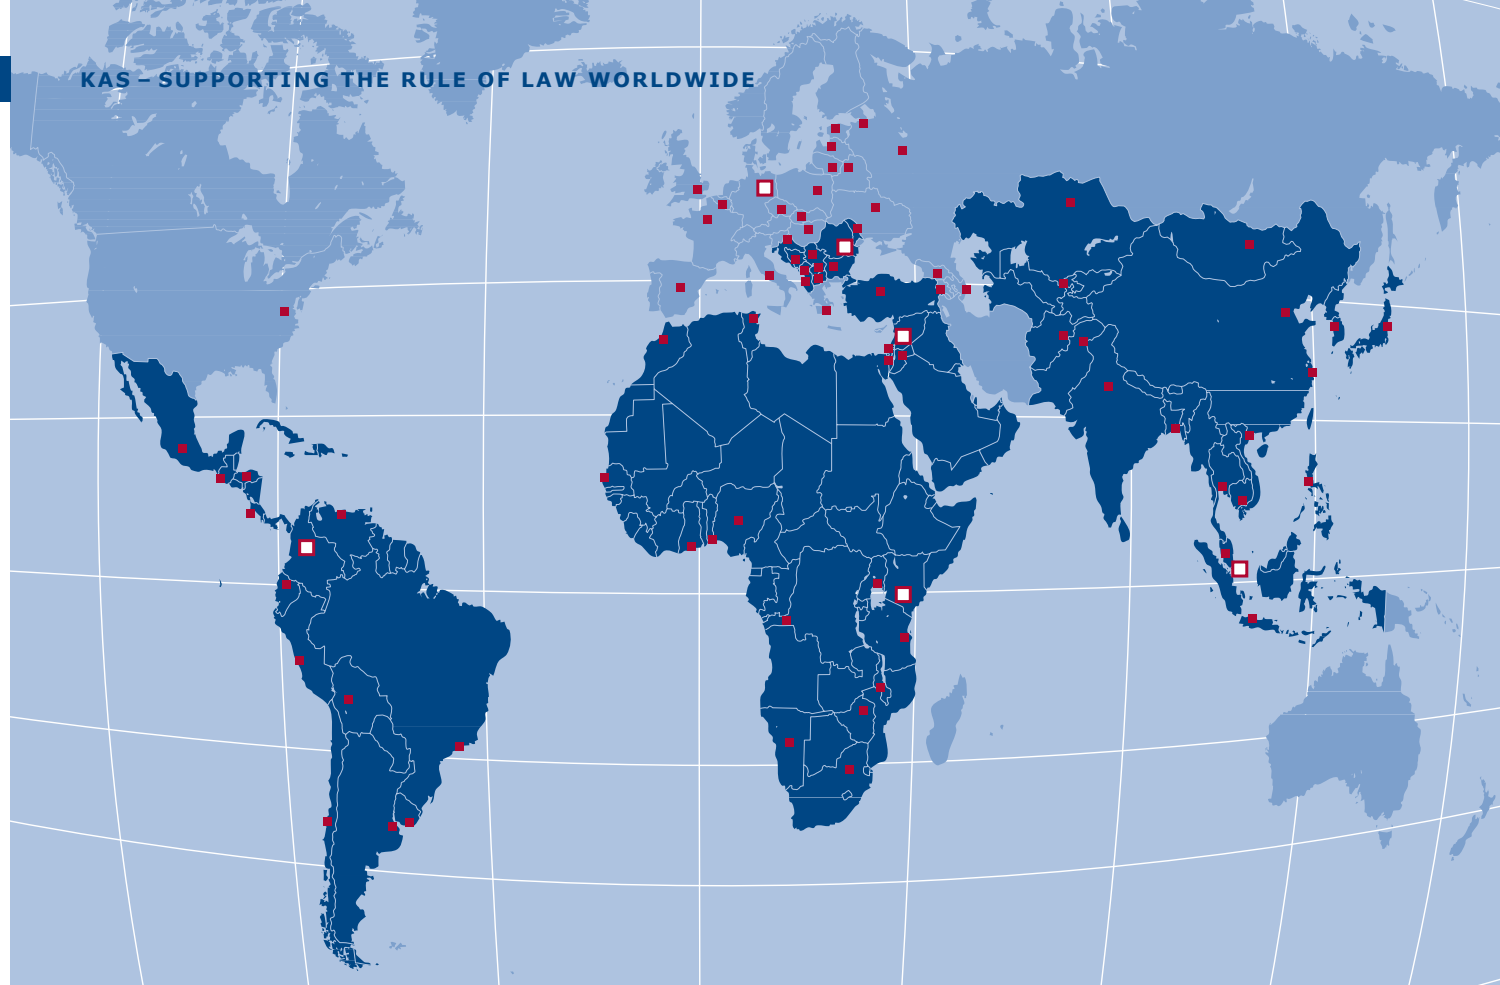 KAS – SUPPORTING THE RULE OF LAW WORLDWIDE